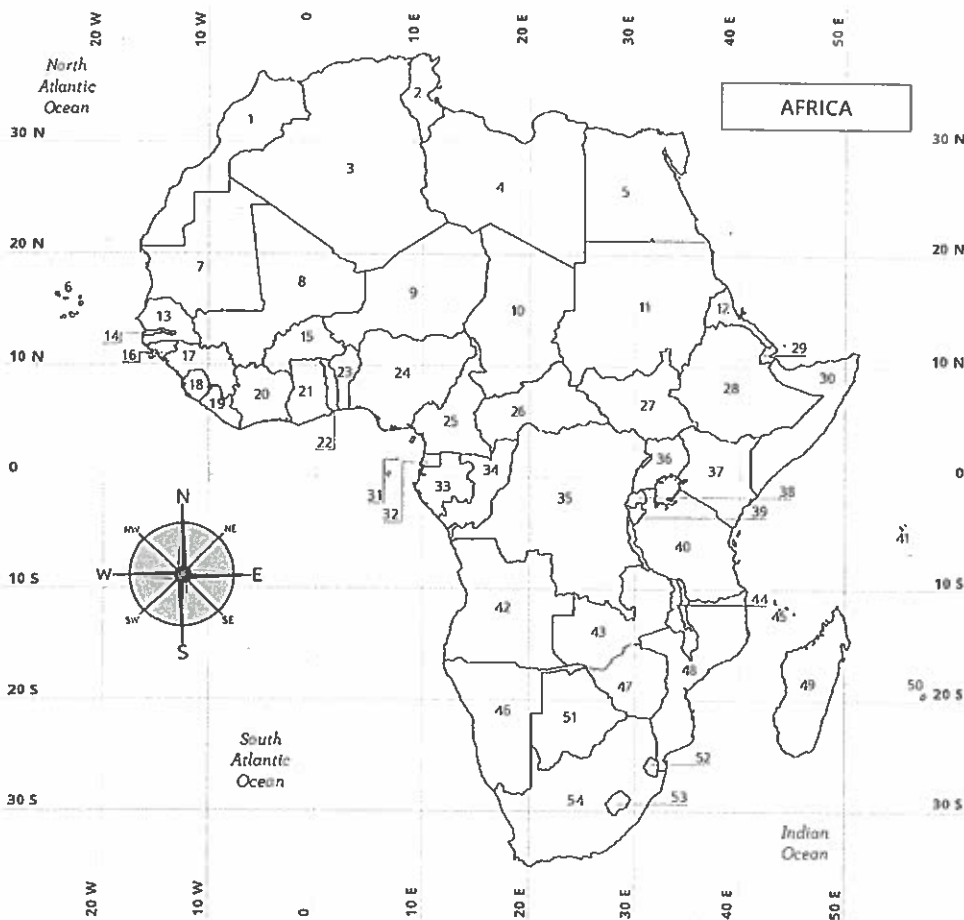 20 W
10 W
0
10 E
20 E
30 E
40 E
50 E
North
Atlantic
Ocean
AFRICA
30 N
30 N
1
2
3
4
5
20 N
20 N
6
7
8
9
10
11
12
13
14
15
16
10 N
10 N
17
18
19
20
21
22
23
24
25
26
27
28
29
30
0
0
31
32
33
34
35
36
37
38
39
40
41
N
NW
NE
W
E
SW
SE
S
10 S
10 S
42
43
44
45
46
47
48
49
50
20 S
20 S
51
52
53
54
South
Atlantic
Ocean
30 S
30 S
Indian
Ocean
20 W
10 W
0
10 E
20 E
30 E
40 E
50 E